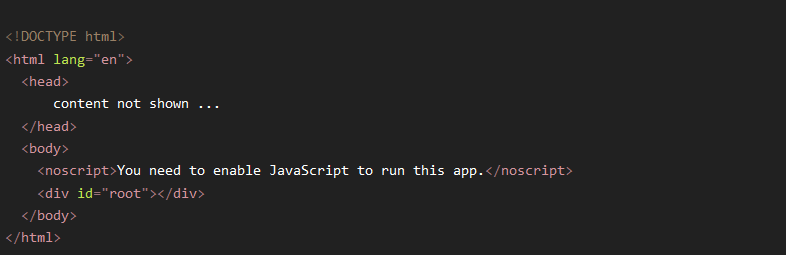 <!DOCTYPE html>
<html lang="en">
  <head>
      content not shown ...
  </head>
  <body>
    <noscript>You need to enable JavaScript to run this app.</noscript>
    <div id="root"></div>
  </body>
</html>